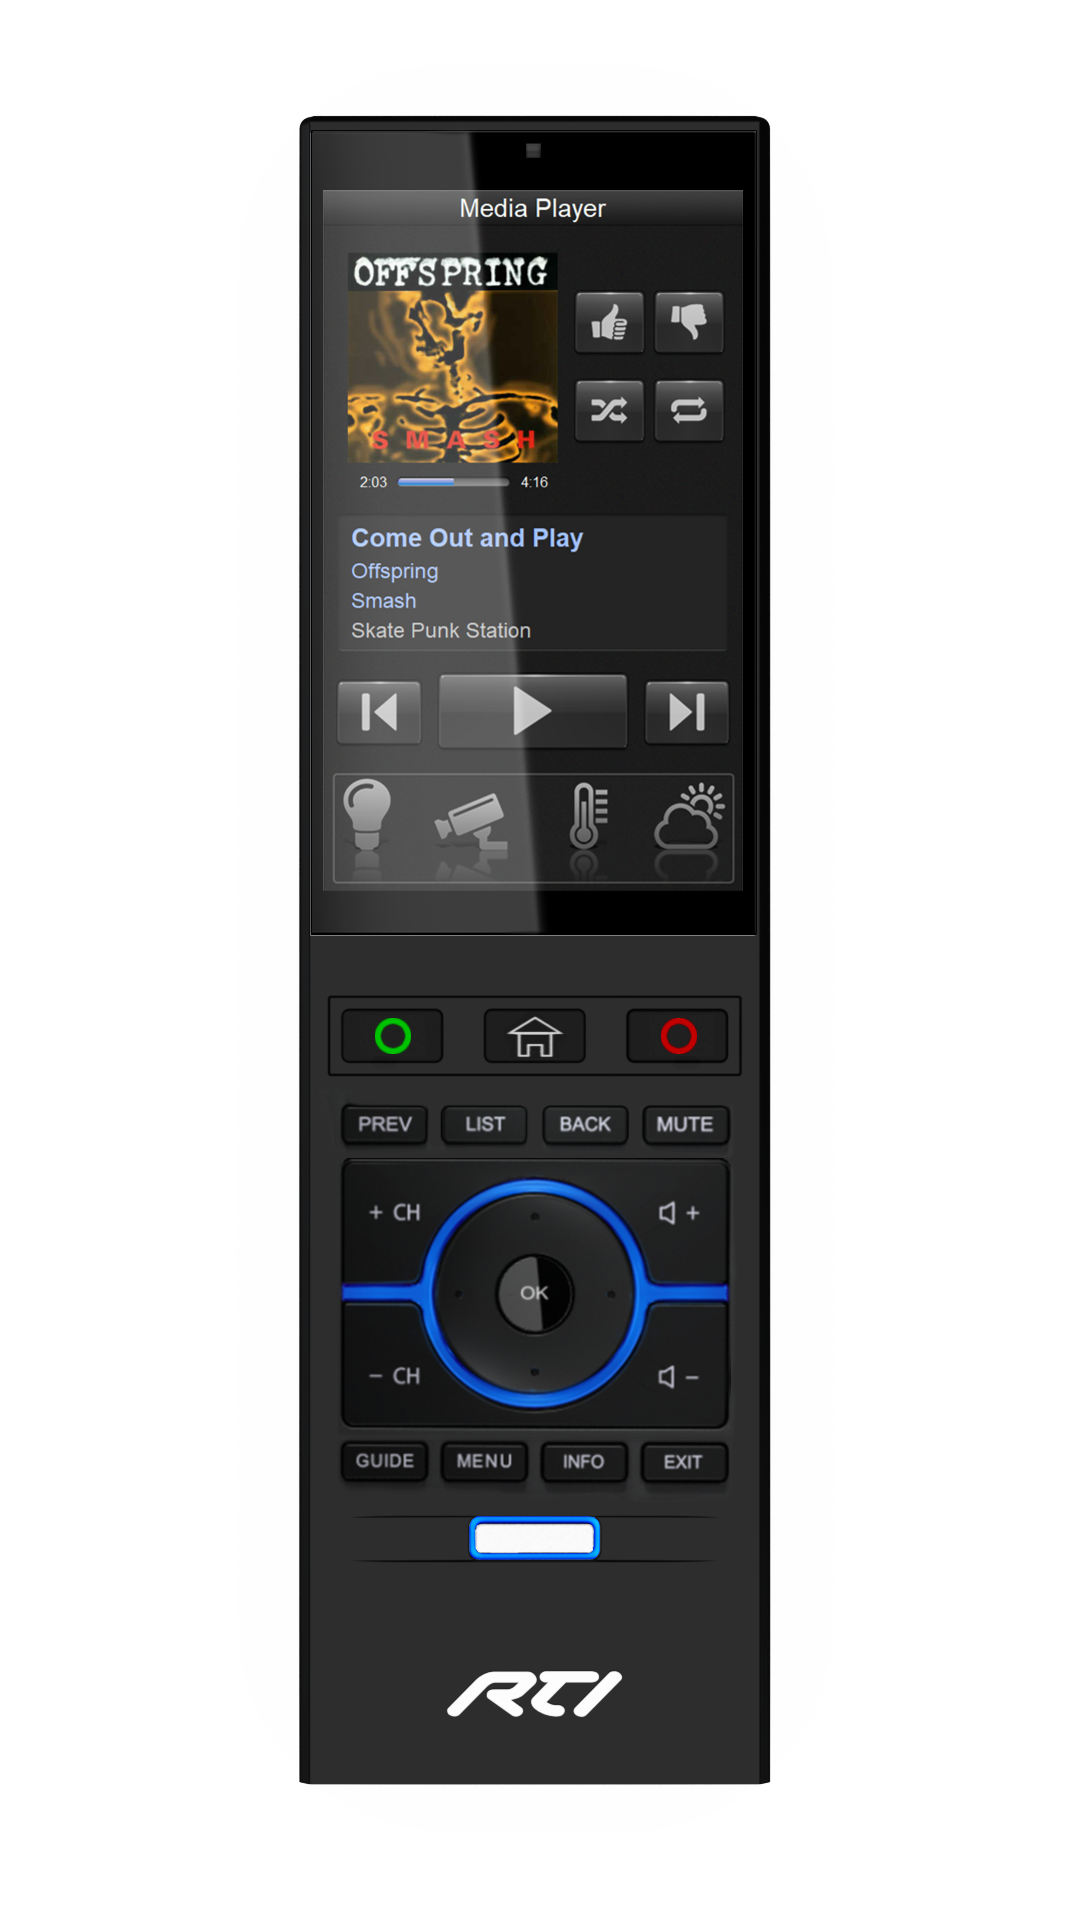 Media Player
OFFSPRING
SMASH
2:03 4:16
Come Out and Play
Offspring
Smash
Skate Punk Station
PREV LIST BACK MUTE
+ CH +
OK
− CH −
GUIDE MENU INFO EXIT
RTI